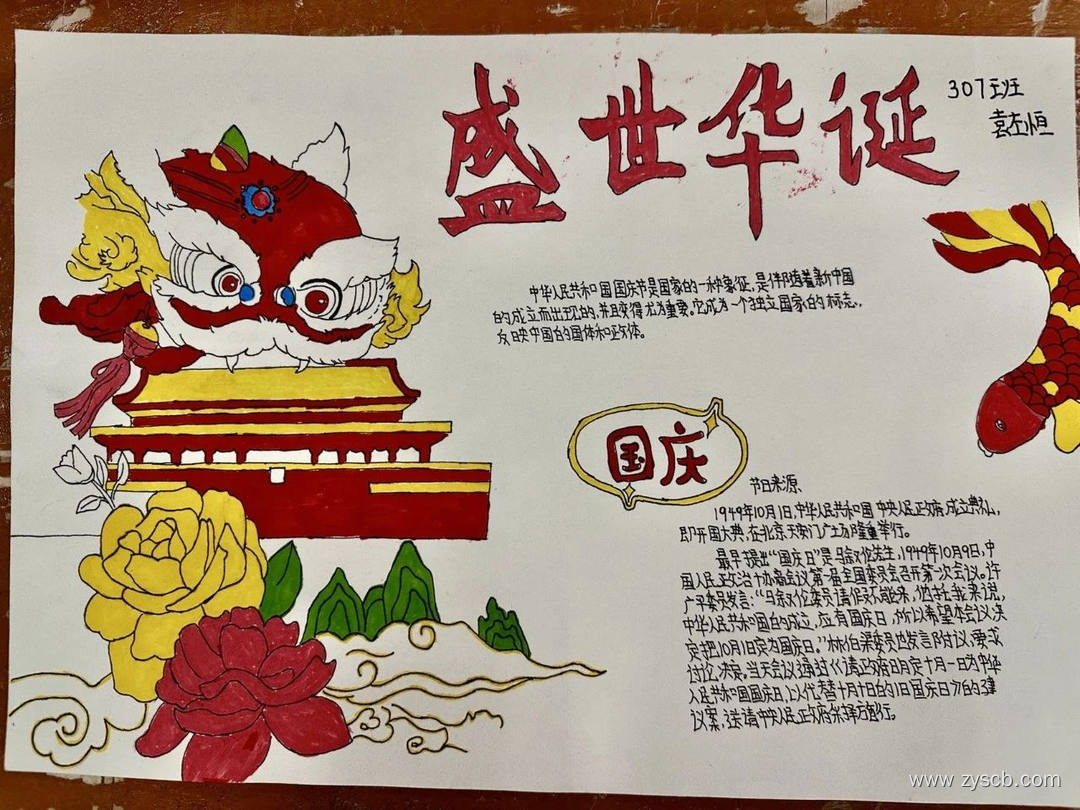 盛世华诞
307班
袁杰恒
中华人民共和国国庆节是国家的一种象征,是伴随着新中国
的成立而出现的,并且变得尤为重要。它成为一个独立国家的标志,
反映中国的国体和政体。
国庆
节日来源、
1949年10月1日,中华人民共和国中央人民政府,成立典礼,
即开国大典,在北京天安门广场隆重举行。
最早提出“国庆日”是马叙伦先生,1949年10月9日,中
国人民政治协商会议第一届全国委员会召开第一次会议。许
广平委员发言:“马叙伦委员请假不能来,他托我来说,
中华人民共和国的成立,应有国庆日,所以希望本会议决
定把10月1日定为国庆日。”林伯渠委员也发言附议,要求
讨论决案,当天会议通过《请政府明定十月一日为中华
人民共和国国庆日,以代替十月十日的旧国庆日》的建
议案,送请中央人民政府采择施行。
www.zyscb.com